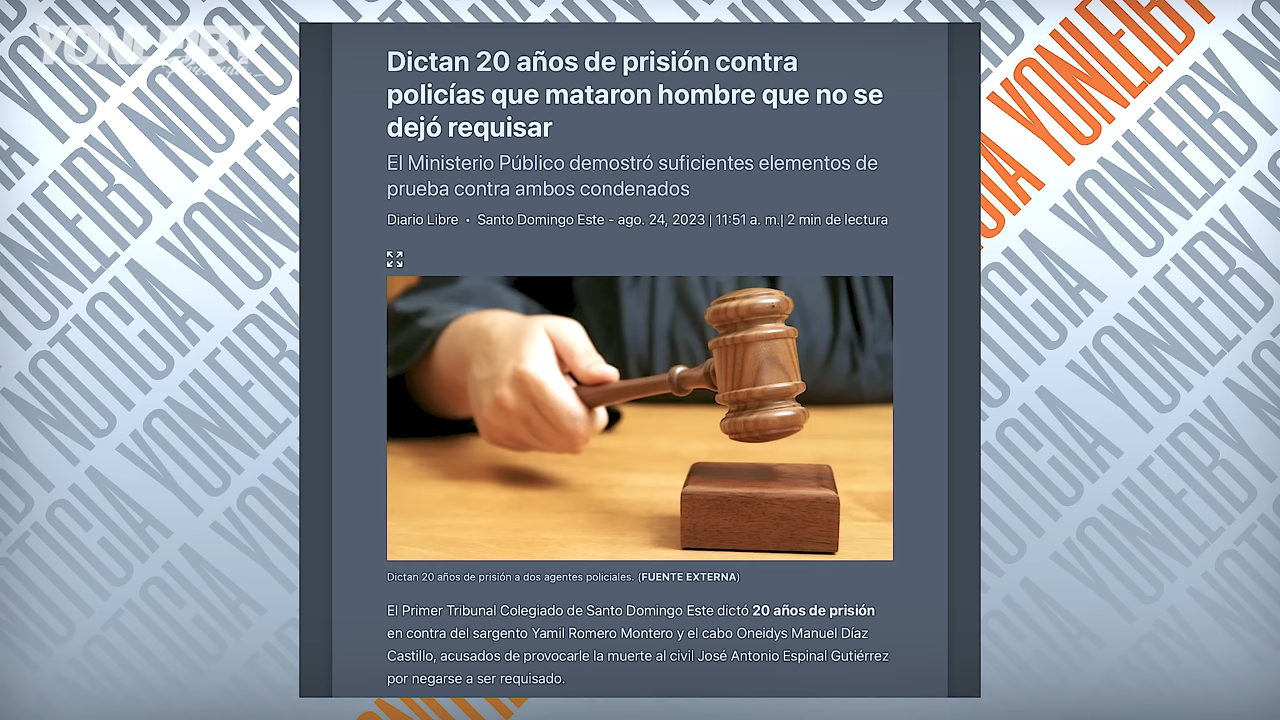 YONLEIBY
Dictan 20 años de prisión contra
policías que mataron hombre que no se
dejó requisar
El Ministerio Público demostró suficientes elementos de
prueba contra ambos condenados
Diario Libre • Santo Domingo Este - ago. 24, 2023 | 11:51 a. m.| 2 min de lectura
Dictan 20 años de prisión a dos agentes policiales. (FUENTE EXTERNA)
El Primer Tribunal Colegiado de Santo Domingo Este dictó 20 años de prisión
en contra del sargento Yamil Romero Montero y el cabo Oneidys Manuel Díaz
Castillo, acusados de provocarle la muerte al civil José Antonio Espinal Gutiérrez
por negarse a ser requisado.
NOTICIA YONLEIBY